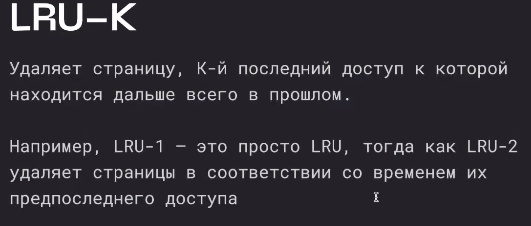 LRU-K
Удаляет страницу, К-й последний доступ к которой
находится дальше всего в прошлом.
Например, LRU-1 — это просто LRU, тогда как LRU-2
удаляет страницы в соответствии со временем их
предпоследнего доступа